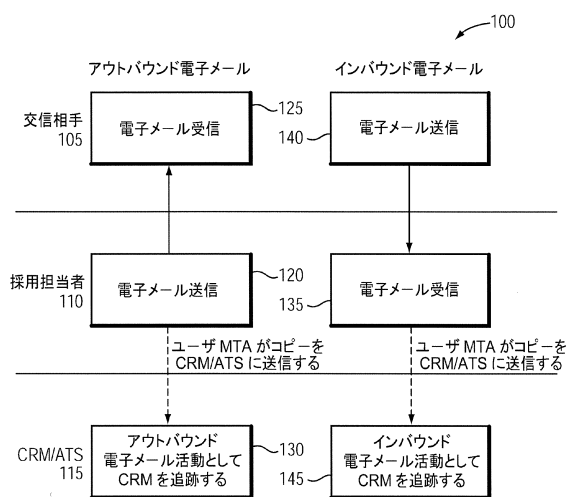 100
アウトバウンド電子メール
インバウンド電子メール
交信相手
105
電子メール受信
125
140
電子メール送信
採用担当者
110
電子メール送信
120
135
電子メール受信
ユーザ MTA がコピーを
CRM/ATS に送信する
ユーザ MTA がコピーを
CRM/ATS に送信する
CRM/ATS
115
アウトバウンド
電子メール活動として
CRM を追跡する
130
145
インバウンド
電子メール活動として
CRM を追跡する